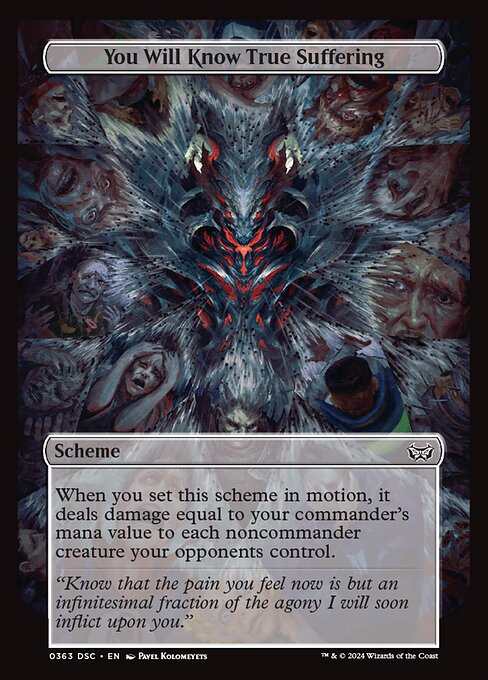 You Will Know True Suffering
Scheme
When you set this scheme in motion, it
deals damage equal to your commander's
mana value to each noncommander
creature your opponents control.
“Know that the pain you feel now is but an
infinitesimal fraction of the agony I will soon
inflict upon you.”
0363 DSC • EN Pavel Kolomeyets
™ & © 2024 Wizards of the Coast